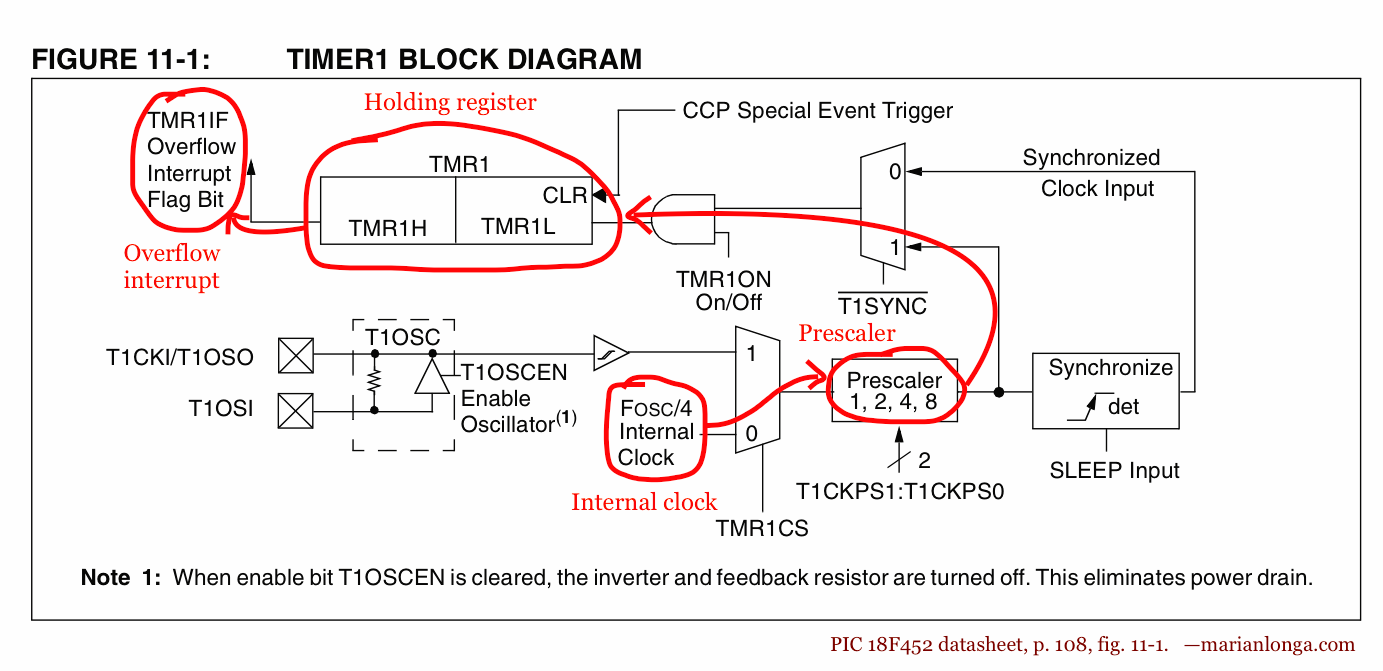 FIGURE 11-1: TIMER1 BLOCK DIAGRAM
Holding register
CCP Special Event Trigger
TMR1IF
Overflow
Interrupt
Flag Bit
TMR1
CLR
TMR1H
TMR1L
0
1
Synchronized
Clock Input
Overflow
interrupt
TMR1ON
On/Off
T1SYNC
Prescaler
T1OSC
T1CKI/T1OSO
T1OSI
T1OSCEN
Enable
Oscillator(1)
1
0
FOSC/4
Internal
Clock
Internal clock
TMR1CS
Prescaler
1, 2, 4, 8
2
T1CKPS1:T1CKPS0
Synchronize
det
SLEEP Input
Note 1: When enable bit T1OSCEN is cleared, the inverter and feedback resistor are turned off. This eliminates power drain.
PIC 18F452 datasheet, p. 108, fig. 11-1. —marianlonga.com